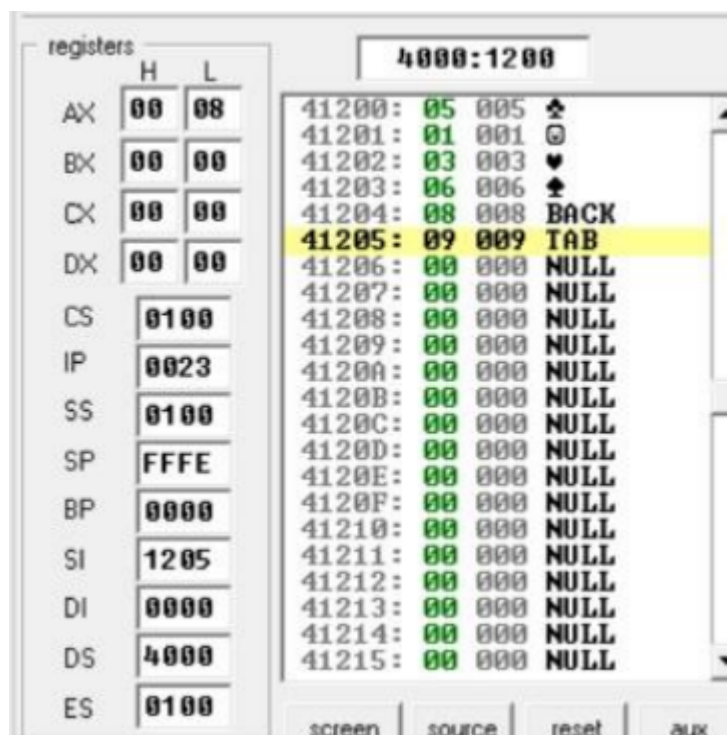 registers
H L
AX 00 08
BX 00 00
CX 00 00
DX 00 00
CS 0100
IP 0023
SS 0100
SP FFFE
BP 0000
SI 1205
DI 0000
DS 4000
ES 0100
4000:1200
41200: 05 005 ♣
41201: 01 001 ☺
41202: 03 003 ♥
41203: 06 006 ♠
41204: 08 008 BACK
41205: 09 009 TAB
41206: 00 000 NULL
41207: 00 000 NULL
41208: 00 000 NULL
41209: 00 000 NULL
4120A: 00 000 NULL
4120B: 00 000 NULL
4120C: 00 000 NULL
4120D: 00 000 NULL
4120E: 00 000 NULL
4120F: 00 000 NULL
41210: 00 000 NULL
41211: 00 000 NULL
41212: 00 000 NULL
41213: 00 000 NULL
41214: 00 000 NULL
41215: 00 000 NULL
screen source reset aux